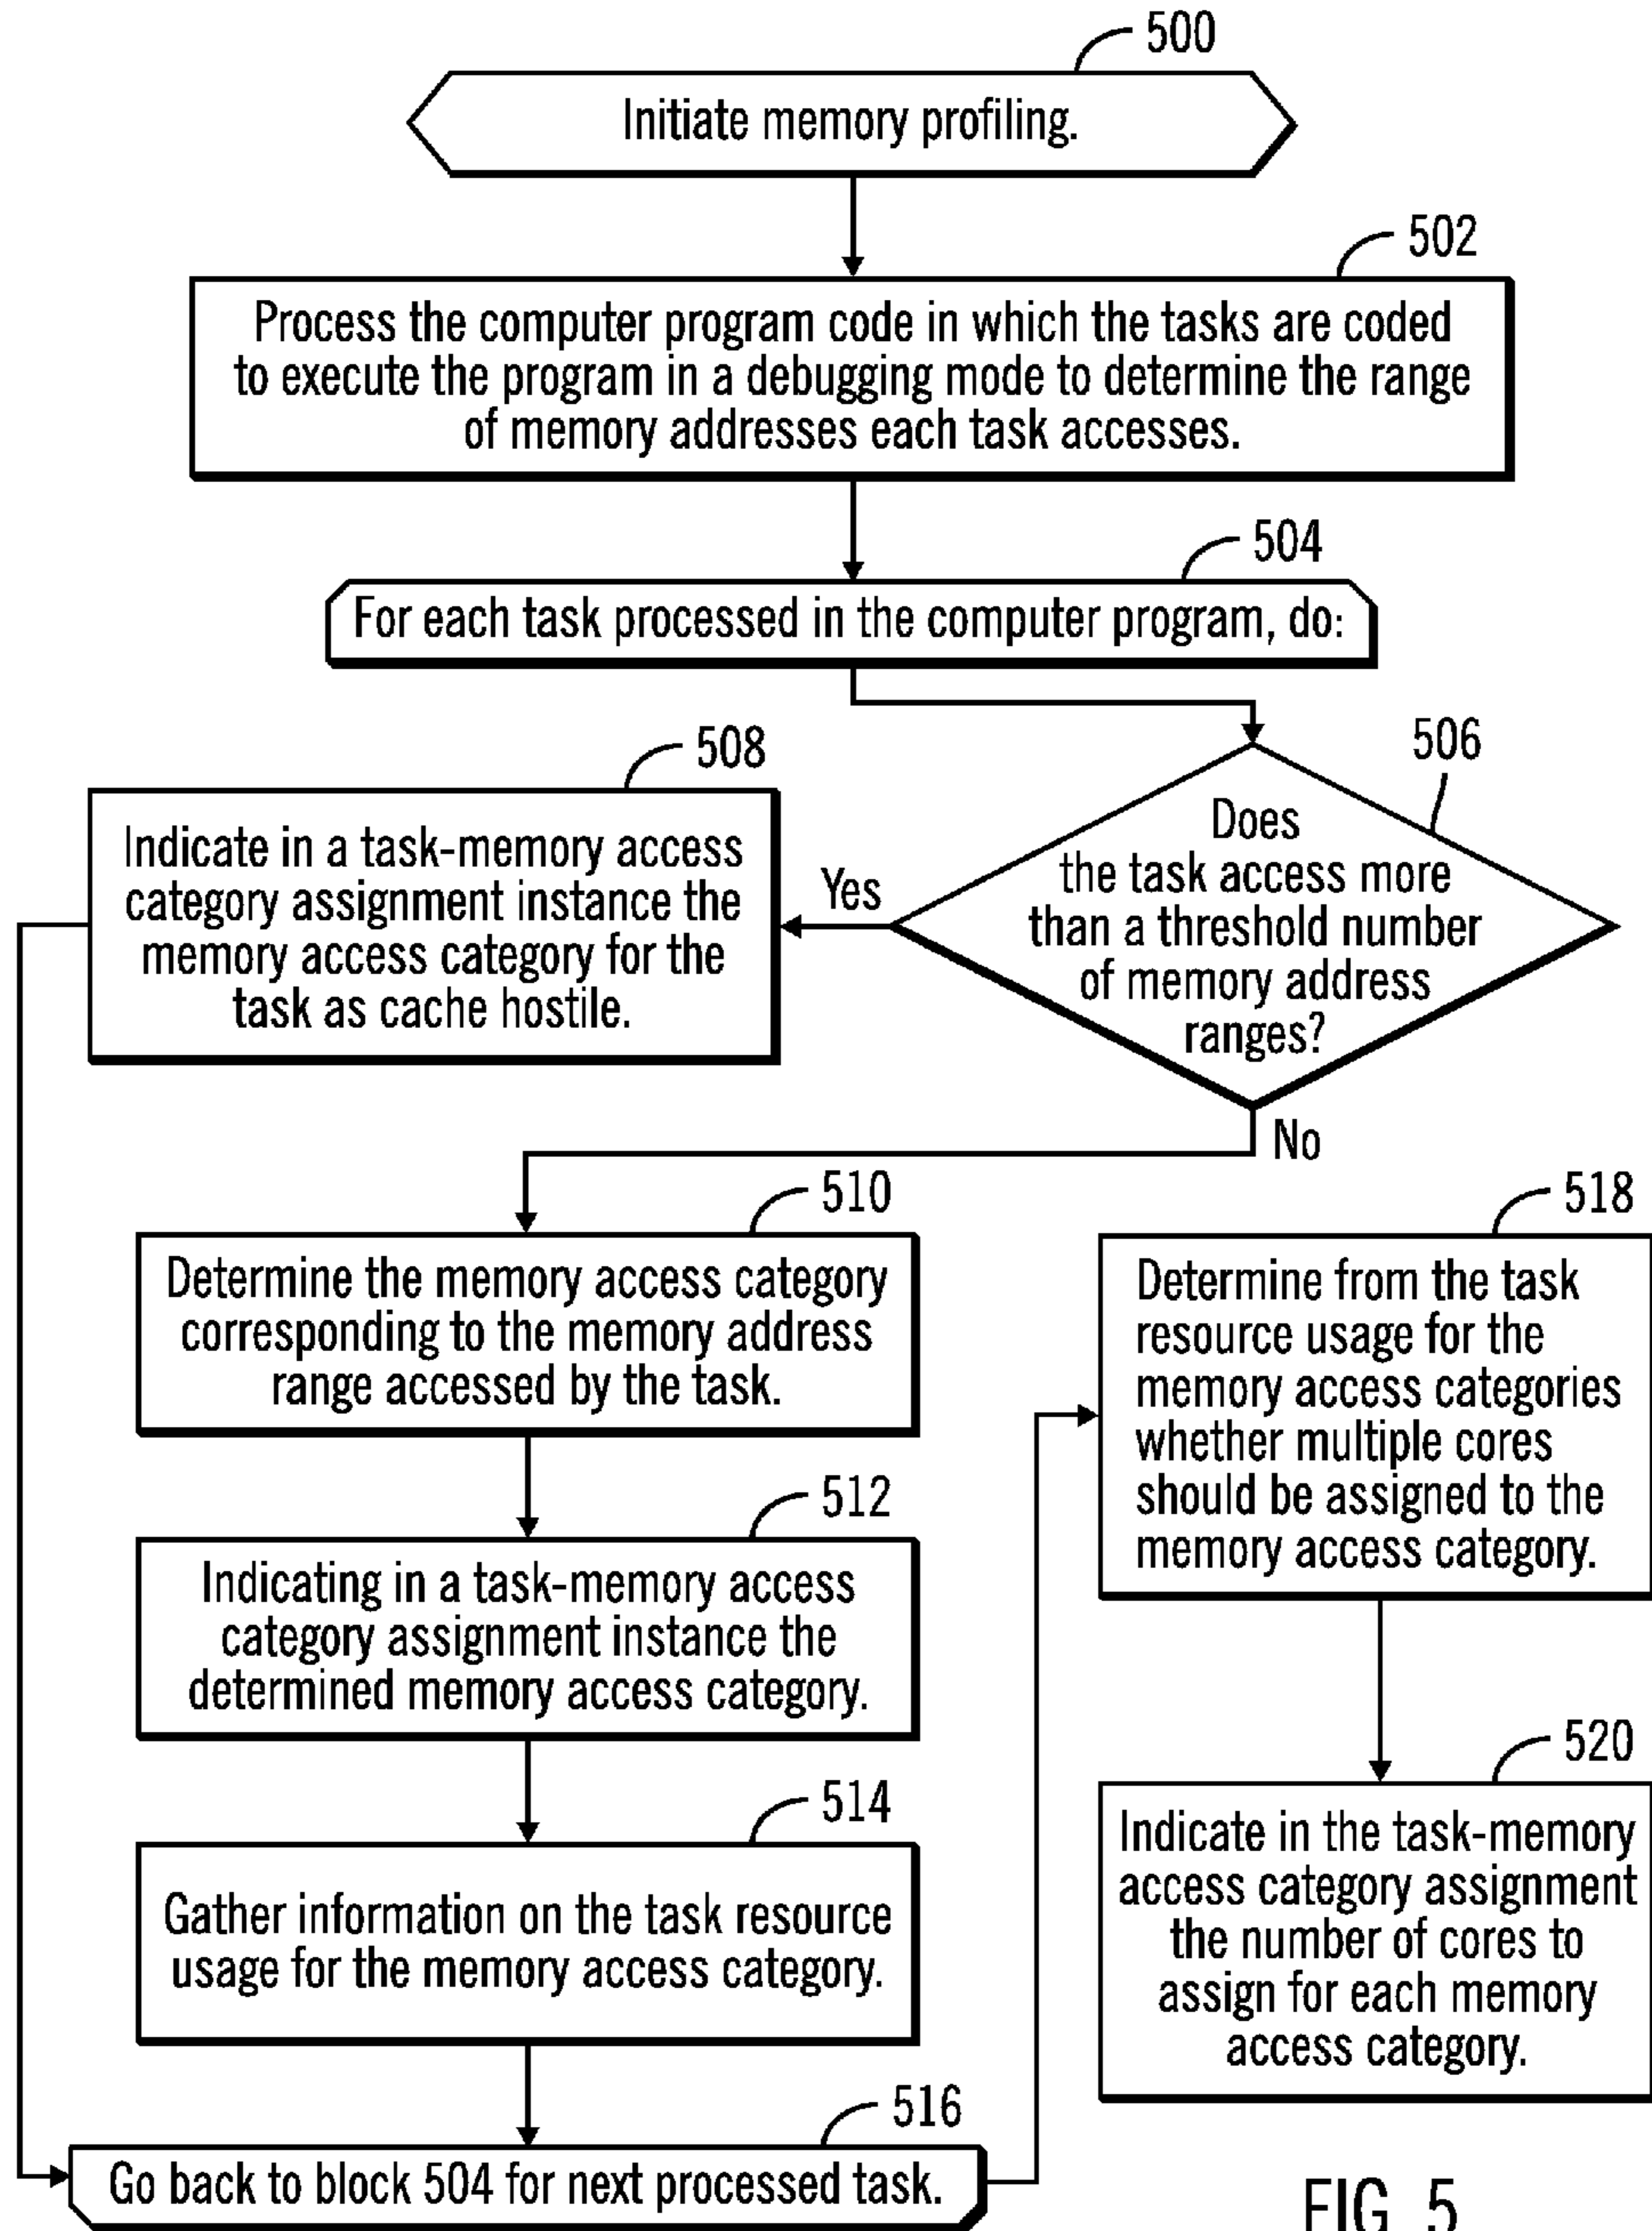 500
Initiate memory profiling.
502
Process the computer program code in which the tasks are coded
to execute the program in a debugging mode to determine the range
of memory addresses each task accesses.
504
For each task processed in the computer program, do:
506
Does
the task access more
than a threshold number
of memory address
ranges?
Yes
508
Indicate in a task-memory access
category assignment instance the
memory access category for the
task as cache hostile.
No
510
Determine the memory access category
corresponding to the memory address
range accessed by the task.
512
Indicating in a task-memory access
category assignment instance the
determined memory access category.
514
Gather information on the task resource
usage for the memory access category.
516
Go back to block 504 for next processed task.
518
Determine from the task
resource usage for the
memory access categories
whether multiple cores
should be assigned to the
memory access category.
520
Indicate in the task-memory
access category assignment
the number of cores to
assign for each memory
access category.
FIG. 5